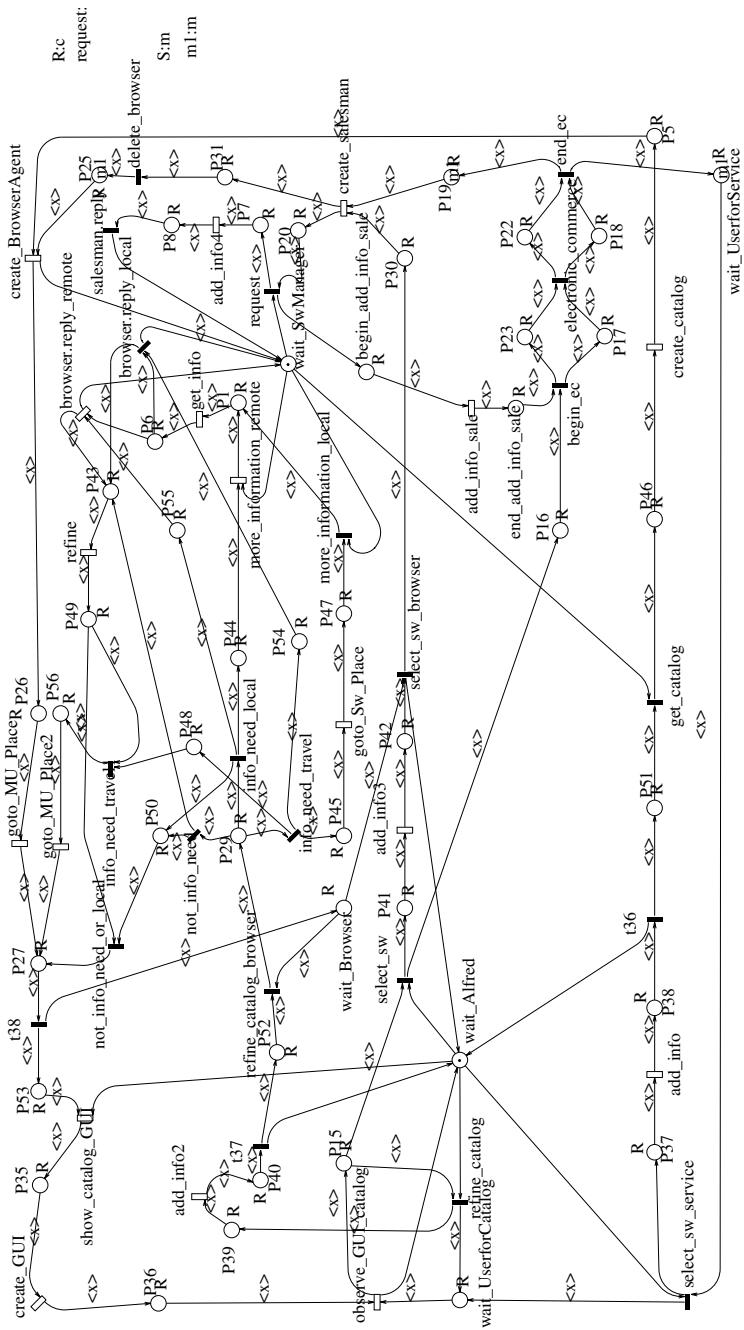 create_GUI
<x>
P35
R
<x>
show_catalog_GUI
<x>
P53
R
<x>
t38
<x>
P27
R
<x>
goto_MU_Place
<x>
P26
R
<x>
create_BrowserAgent
<x>
<x>
goto_MU_Place2
<x>
P56
R
<x>
not_info_need_or_local
<x>
info_need_travel
<x>
P49
R
<x>
refine
<x>
P43
R
<x>
browser.reply_remote
<x>
browser.reply_local
<x>
salesman.reply
<x>
P25
R
m1
<x>
delete_browser
R:c
request:
S:m
m1:m
P36
R
<x>
add_info2
<x>
<x>
P39
R
P40
R
t37
<x>
<x>
P52
R
refine_catalog_browser
<x>
<x>
P50
R
<x>
not_info_need
<x>
P29
R
<x>
P48
R
<x>
info_need_local
<x>
<x>
P55
R
<x>
P44
R
<x>
P6
R
<x>
get_info
<x>
P1
R
more_information_remote
<x>
<x>
P8
R
<x>
add_info4
<x>
P7
R
<x>
request
P31
R
<x>
wait_SwManager
P20
R
<x>
create_salesman
<x>
info_need_travel
<x>
P54
R
<x>
P45
R
<x>
goto_Sw_Place
<x>
P47
R
<x>
more_information_local
<x>
begin_add_info_sale
R
<x>
P15
R
<x>
<x>
observe_GUI_catalog
<x>
wait_Browser
R
<x>
select_sw
<x>
P41
R
<x>
add_info3
<x>
P42
R
<x>
select_sw_browser
<x>
P30
R
<x>
P19
R
m1
<x>
wait_UserforCatalog
R
<x>
refine_catalog
<x>
wait_Alfred
<x>
add_info_sale
<x>
end_add_info_sale
R
<x>
P16
R
<x>
begin_ec
<x>
<x>
P23
R
<x>
P17
R
<x>
electronic_commerce
<x>
<x>
P22
R
<x>
P18
R
<x>
end_ec
<x>
<x>
select_sw_service
<x>
P37
R
<x>
add_info
<x>
P38
R
<x>
t36
<x>
<x>
P51
R
<x>
get_catalog
<x>
P46
R
<x>
create_catalog
<x>
P5
R
<x>
<x>
wait_UserforService
R
m1